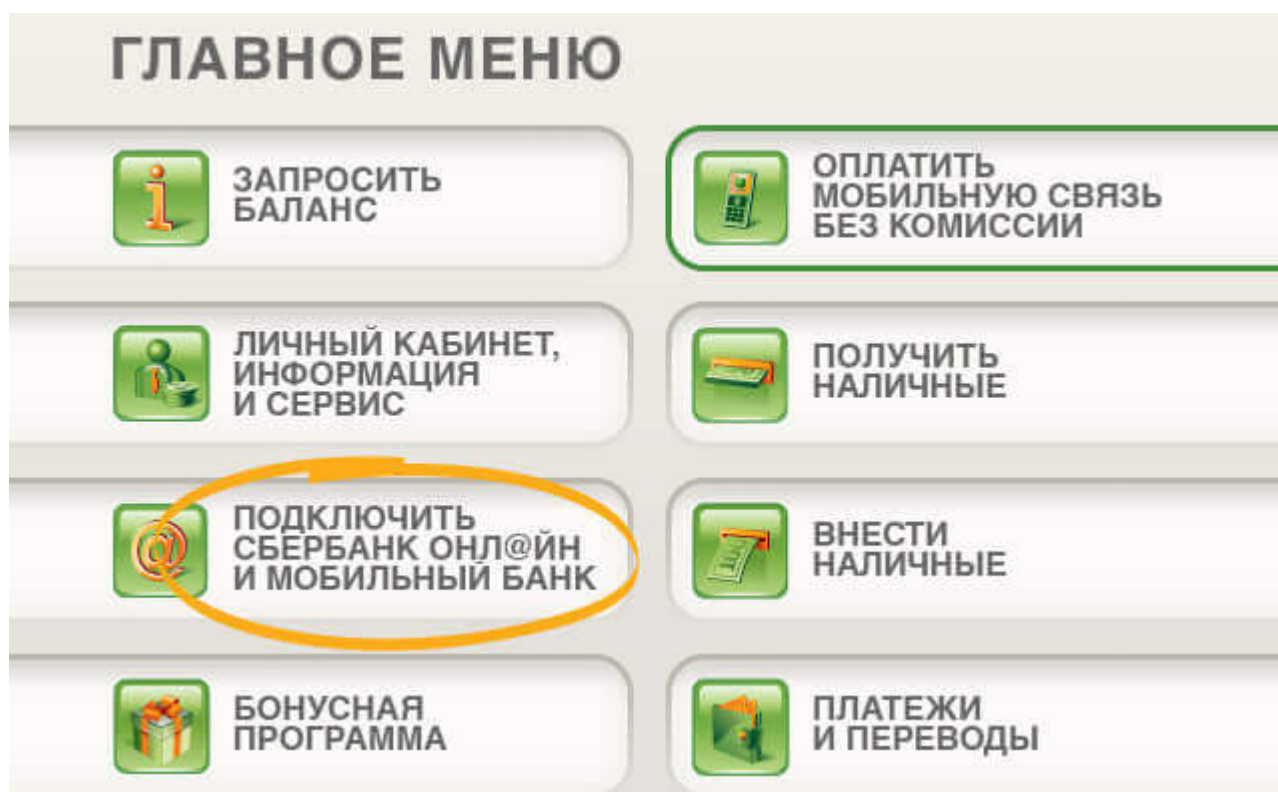 ГЛАВНОЕ МЕНЮ
ЗАПРОСИТЬ
БАЛАНС
ОПЛАТИТЬ
МОБИЛЬНУЮ СВЯЗЬ
БЕЗ КОМИССИИ
ЛИЧНЫЙ КАБИНЕТ,
ИНФОРМАЦИЯ
И СЕРВИС
ПОЛУЧИТЬ
НАЛИЧНЫЕ
ПОДКЛЮЧИТЬ
СБЕРБАНК ОНЛ@ЙН
И МОБИЛЬНЫЙ БАНК
ВНЕСТИ
НАЛИЧНЫЕ
БОНУСНАЯ
ПРОГРАММА
ПЛАТЕЖИ
И ПЕРЕВОДЫ